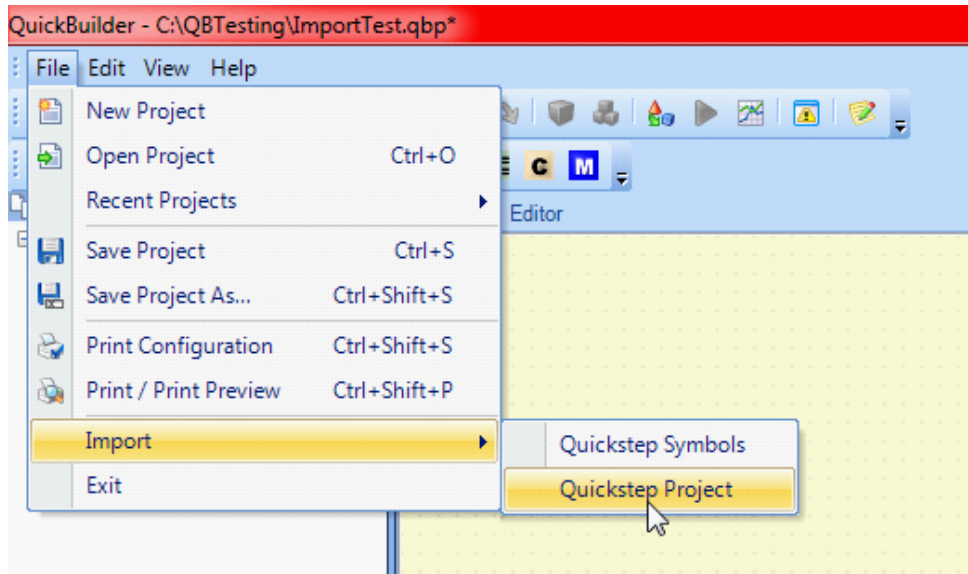 QuickBuilder - C:\QBTesting\ImportTest.qbp*
File Edit View Help
New Project
Open Project Ctrl+O
C M
Recent Projects
Editor
Save Project Ctrl+S
Save Project As... Ctrl+Shift+S
Print Configuration Ctrl+Shift+S
Print / Print Preview Ctrl+Shift+P
Import
Quickstep Symbols
Exit
Quickstep Project